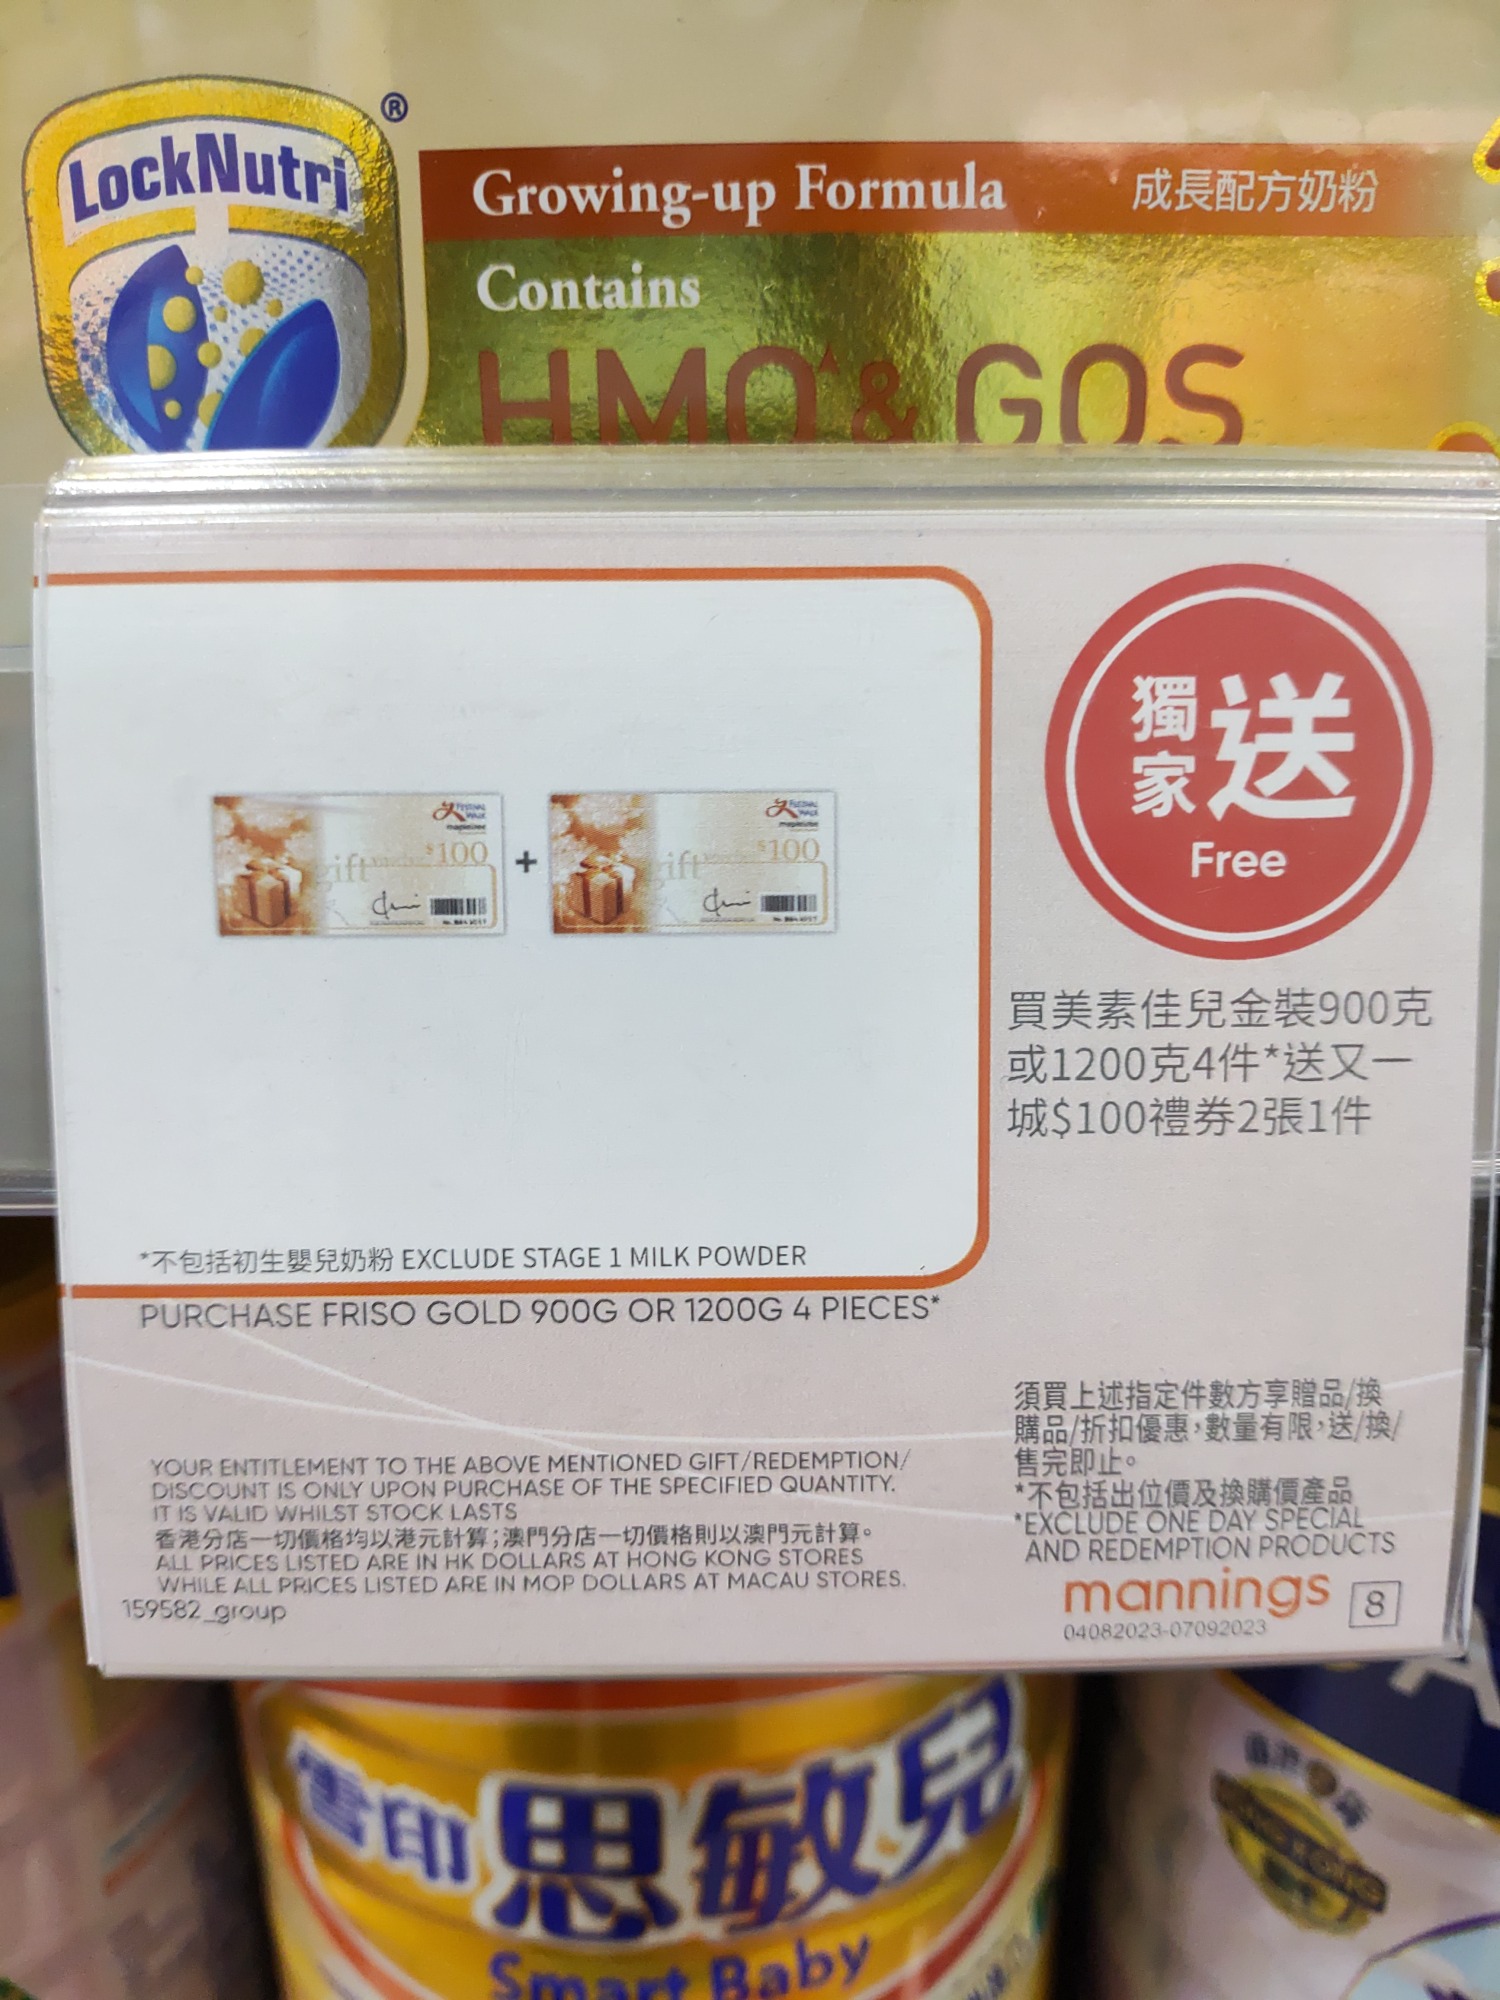 LockNutri
®
Growing-up Formula 成長配方奶粉
Contains
HMO▲ & GOS
獨家
送
Free
FESTIVAL WALK
mapletree
gift $100
+
FESTIVAL WALK
mapletree
gift $100
買美素佳兒金裝900克
或1200克4件*送又一
城$100禮券2張1件
*不包括初生嬰兒奶粉 EXCLUDE STAGE 1 MILK POWDER
PURCHASE FRISO GOLD 900G OR 1200G 4 PIECES*
須買上述指定件數方享贈品/換
購品/折扣優惠，數量有限，送/換/
售完即止。
*不包括出位價及換購價產品
*EXCLUDE ONE DAY SPECIAL
AND REDEMPTION PRODUCTS
YOUR ENTITLEMENT TO THE ABOVE MENTIONED GIFT/REDEMPTION/
DISCOUNT IS ONLY UPON PURCHASE OF THE SPECIFIED QUANTITY.
IT IS VALID WHILST STOCK LASTS
香港分店一切價格均以港元計算；澳門分店一切價格則以澳門元計算。
ALL PRICES LISTED ARE IN HK DOLLARS AT HONG KONG STORES
WHILE ALL PRICES LISTED ARE IN MOP DOLLARS AT MACAU STORES.
159582_group
mannings 8
04082023-07092023
雪印 思敏兒
Smart Baby